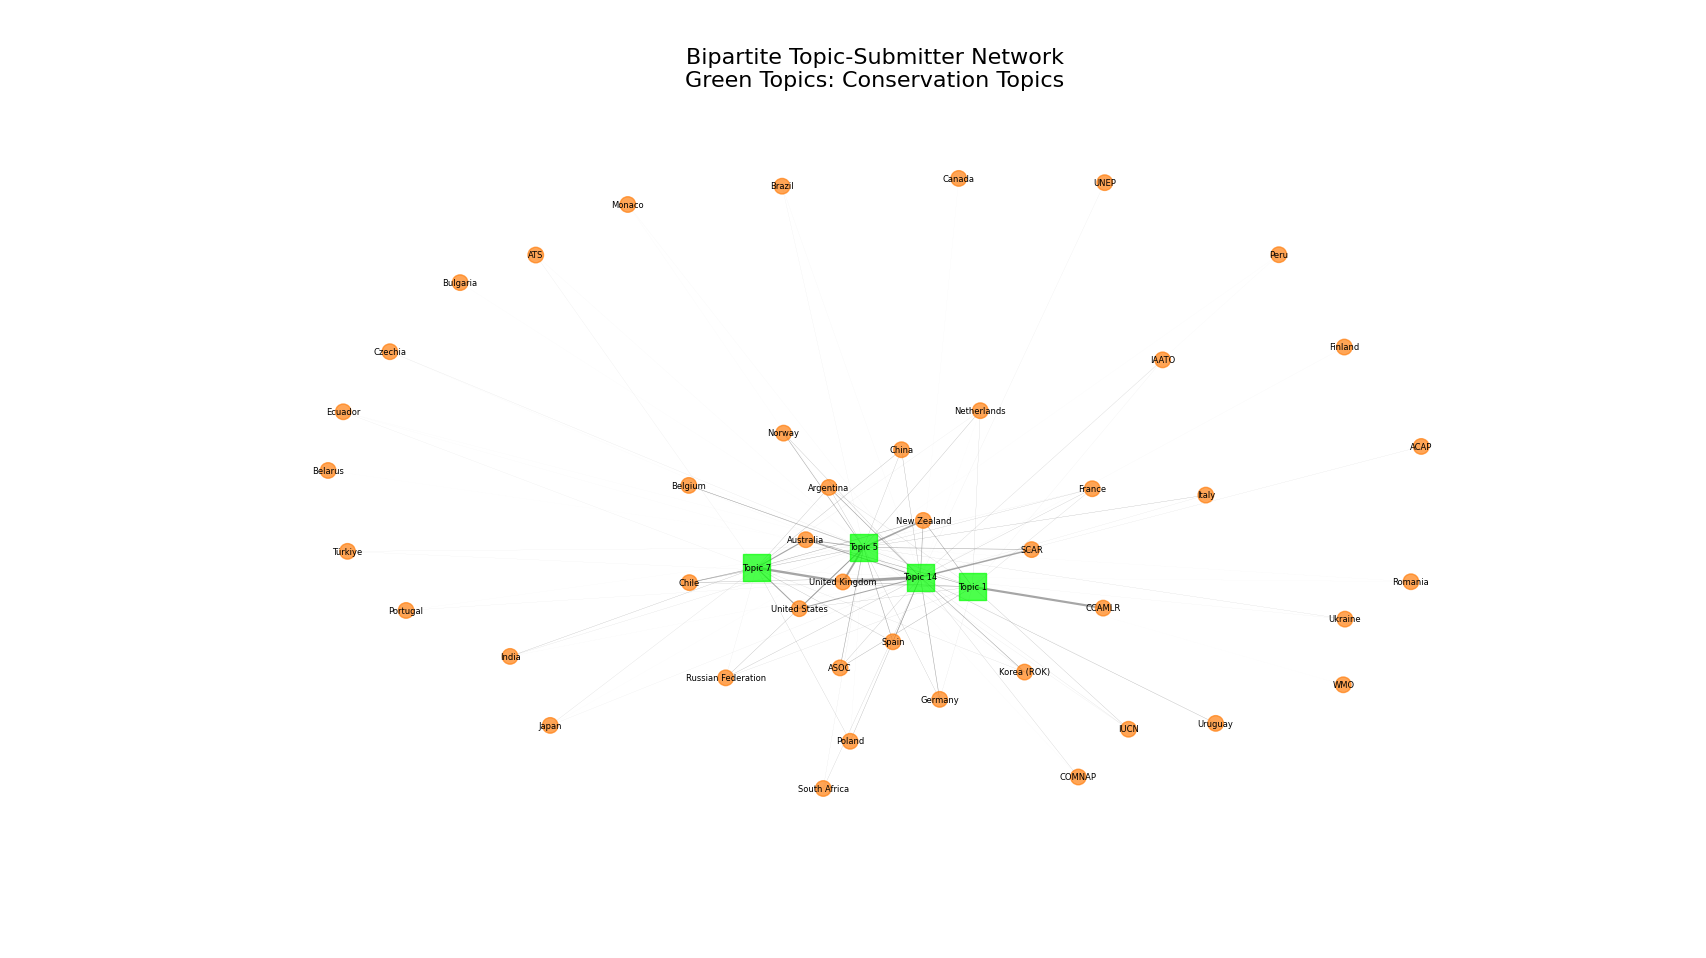 Bipartite Topic-Submitter Network
Green Topics: Conservation Topics
Canada
UNEP
Brazil
Monaco
ATS
Peru
Bulgaria
Finland
Czechia
IAATO
Netherlands
Ecuador
Norway
ACAP
China
Belarus
Belgium
Argentina
France
Italy
New Zealand
Australia
Topic 5
SCAR
Türkiye
Topic 7
Topic 14
Chile
United Kingdom
Romania
Topic 1
CCAMLR
United States
Portugal
Ukraine
Spain
India
ASOC
Korea (ROK)
Russian Federation
WMO
Germany
Uruguay
Japan
IUCN
Poland
COMNAP
South Africa